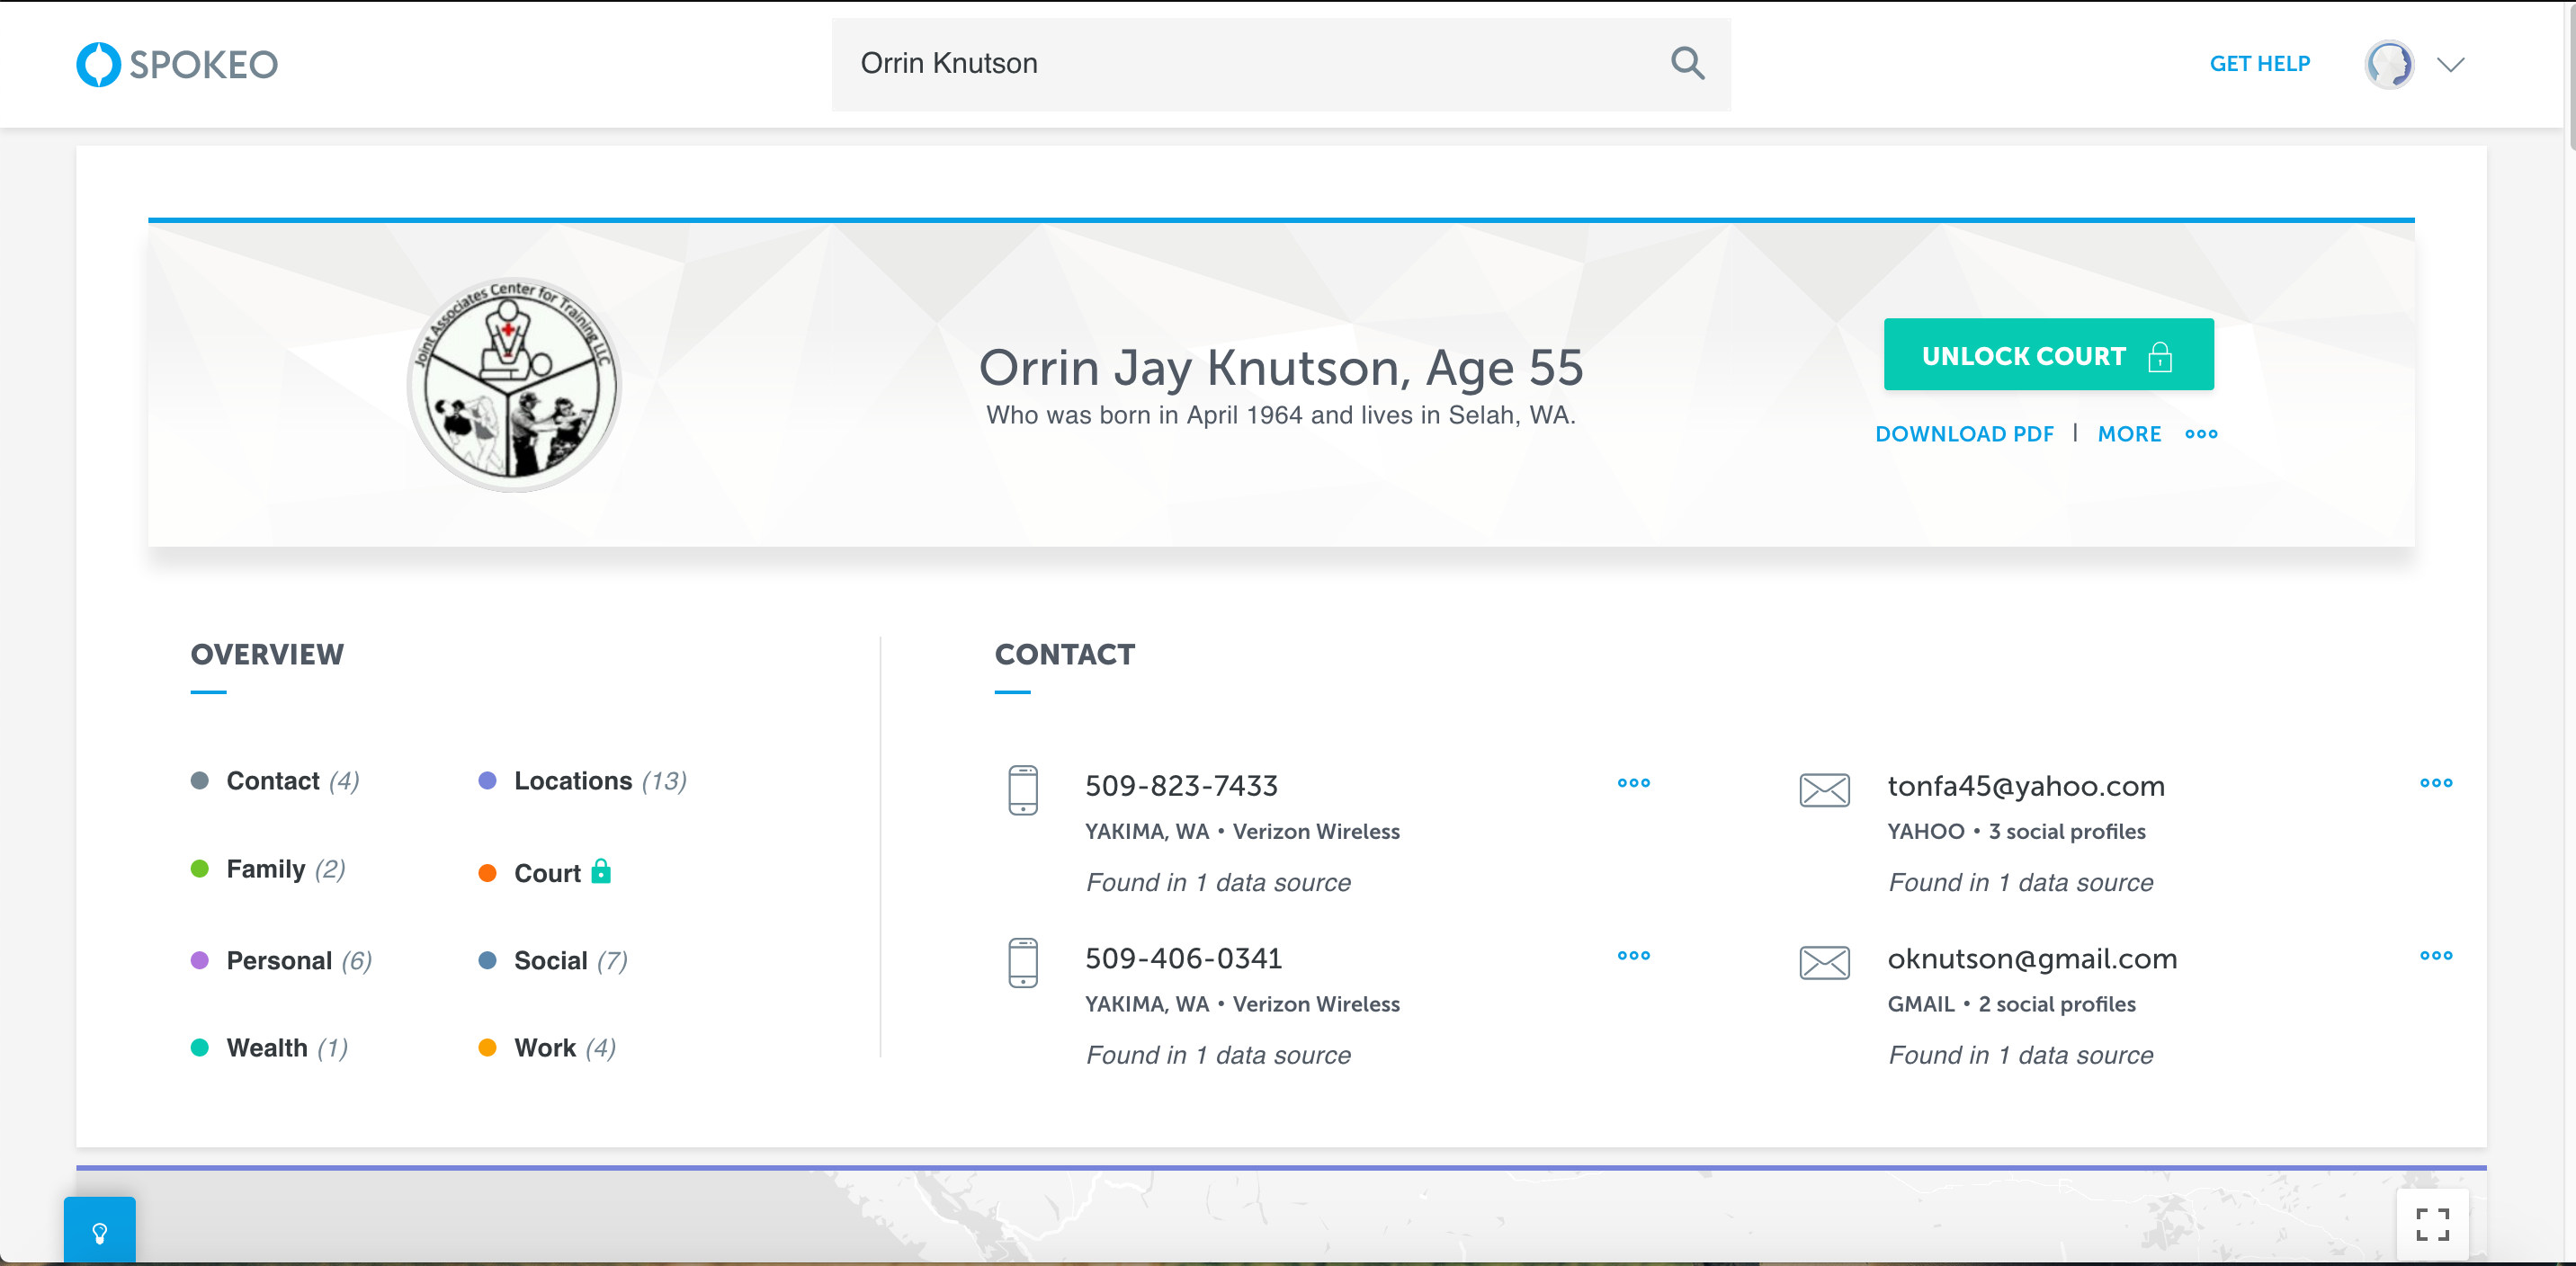 SPOKEO
Orrin Knutson
GET HELP
Joint Associates Center for Training LLC
Orrin Jay Knutson, Age 55
Who was born in April 1964 and lives in Selah, WA.
UNLOCK COURT
DOWNLOAD PDF | MORE
OVERVIEW
Contact (4)
Locations (13)
Family (2)
Court
Personal (6)
Social (7)
Wealth (1)
Work (4)
CONTACT
509-823-7433
YAKIMA, WA • Verizon Wireless
Found in 1 data source
tonfa45@yahoo.com
YAHOO • 3 social profiles
Found in 1 data source
509-406-0341
YAKIMA, WA • Verizon Wireless
Found in 1 data source
oknutson@gmail.com
GMAIL • 2 social profiles
Found in 1 data source